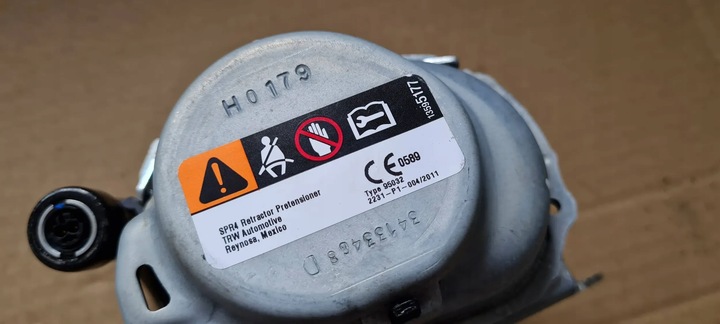 H0179
13595177
CE 0589
Type 95032
2231-P1-004/2011
SPR4 Retractor Pretensioner
TRW Automotive
Reynosa, Mexico
34133468 D